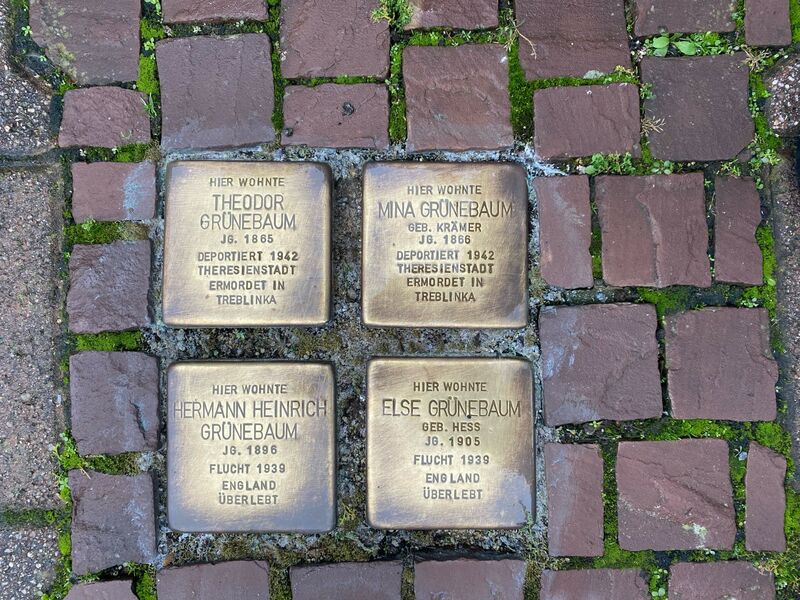 HIER WOHNTE
THEODOR
GRÜNEBAUM
JG. 1865
DEPORTIERT 1942
THERESIENSTADT
ERMORDET IN
TREBLINKA
HIER WOHNTE
MINA GRÜNEBAUM
GEB. KRÄMER
JG. 1866
DEPORTIERT 1942
THERESIENSTADT
ERMORDET IN
TREBLINKA
HIER WOHNTE
HERMANN HEINRICH
GRÜNEBAUM
JG. 1896
FLUCHT 1939
ENGLAND
ÜBERLEBT
HIER WOHNTE
ELSE GRÜNEBAUM
GEB. HESS
JG. 1905
FLUCHT 1939
ENGLAND
ÜBERLEBT